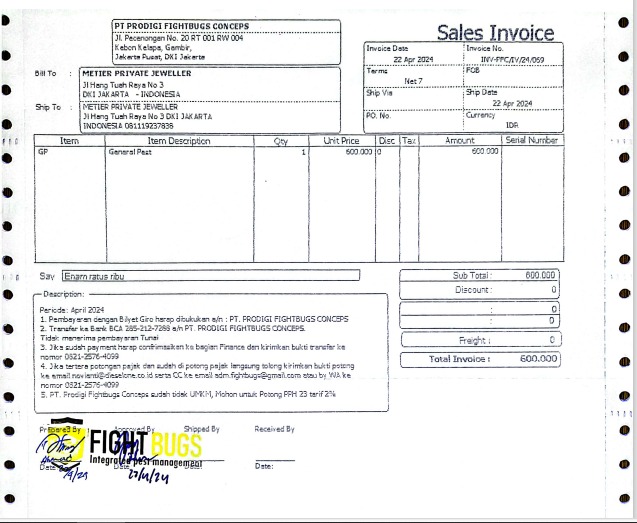 PT PRODIGI FIGHTBUGS CONCEPS
Jl. Pecenongan No. 20 RT 001 RW 004
Kebon Kelapa, Gambir,
Jakarta Pusat, DKI Jakarta
Sales Invoice
Invoice Date
22 Apr 2024
Invoice No.
INV-PFC/IV/24/059
Terms
Net 7
FOB
Ship Via
Ship Date
22 Apr 2024
PO. No.
Currency
IDR
Bill To :
METIER PRIVATE JEWELLER
Jl Hang Tuah Raya No 3
DKI JAKARTA - INDONESIA
Ship To :
METIER PRIVATE JEWELLER
Jl Hang Tuah Raya No 3 DKI JAKARTA
INDONESIA 081119237836
Item Item Description Qty Unit Price Disc Tax Amount Serial Number
GP General Pest 1 600.000 0 600.000
Say Enam ratus ribu
Sub Total : 600.000
Discount : 0
: 0
: 0
Freight : 0
Total Invoice : 600.000
Description:
Periode: April 2024
1. Pembayaran dengan Bilyet Giro harap dibukukan a/n : PT. PRODIGI FIGHTBUGS CONCEPS
2. Transfer ke Bank BCA 285-212-7288 a/n PT. PRODIGI FIGHTBUGS CONCEPS.
Tidak menerima pembayaran Tunai
3. Jika sudah payment harap confirmasikan ke bagian Finance dan kirimkan bukti transfer ke
nomor 0821-2576-4099
4. Jika tertera potongan pajak dan sudah di potong pajak langsung tolong kirimkan bukti potong
ke email novianti@dieselone.co.id serta CC ke email adm.fightbugs@gmail.com atau by WA ke
nomor 0821-2576-4099
5. PT. Prodigi Fightbugs Conceps sudah tidak UMKM, Mohon untuk Potong PPH 23 tarif 2%
Prepared By Approved By Shipped By Received By
FIGHTBUGS
Integrated pest management
Date: Date: Date:
22/4/24